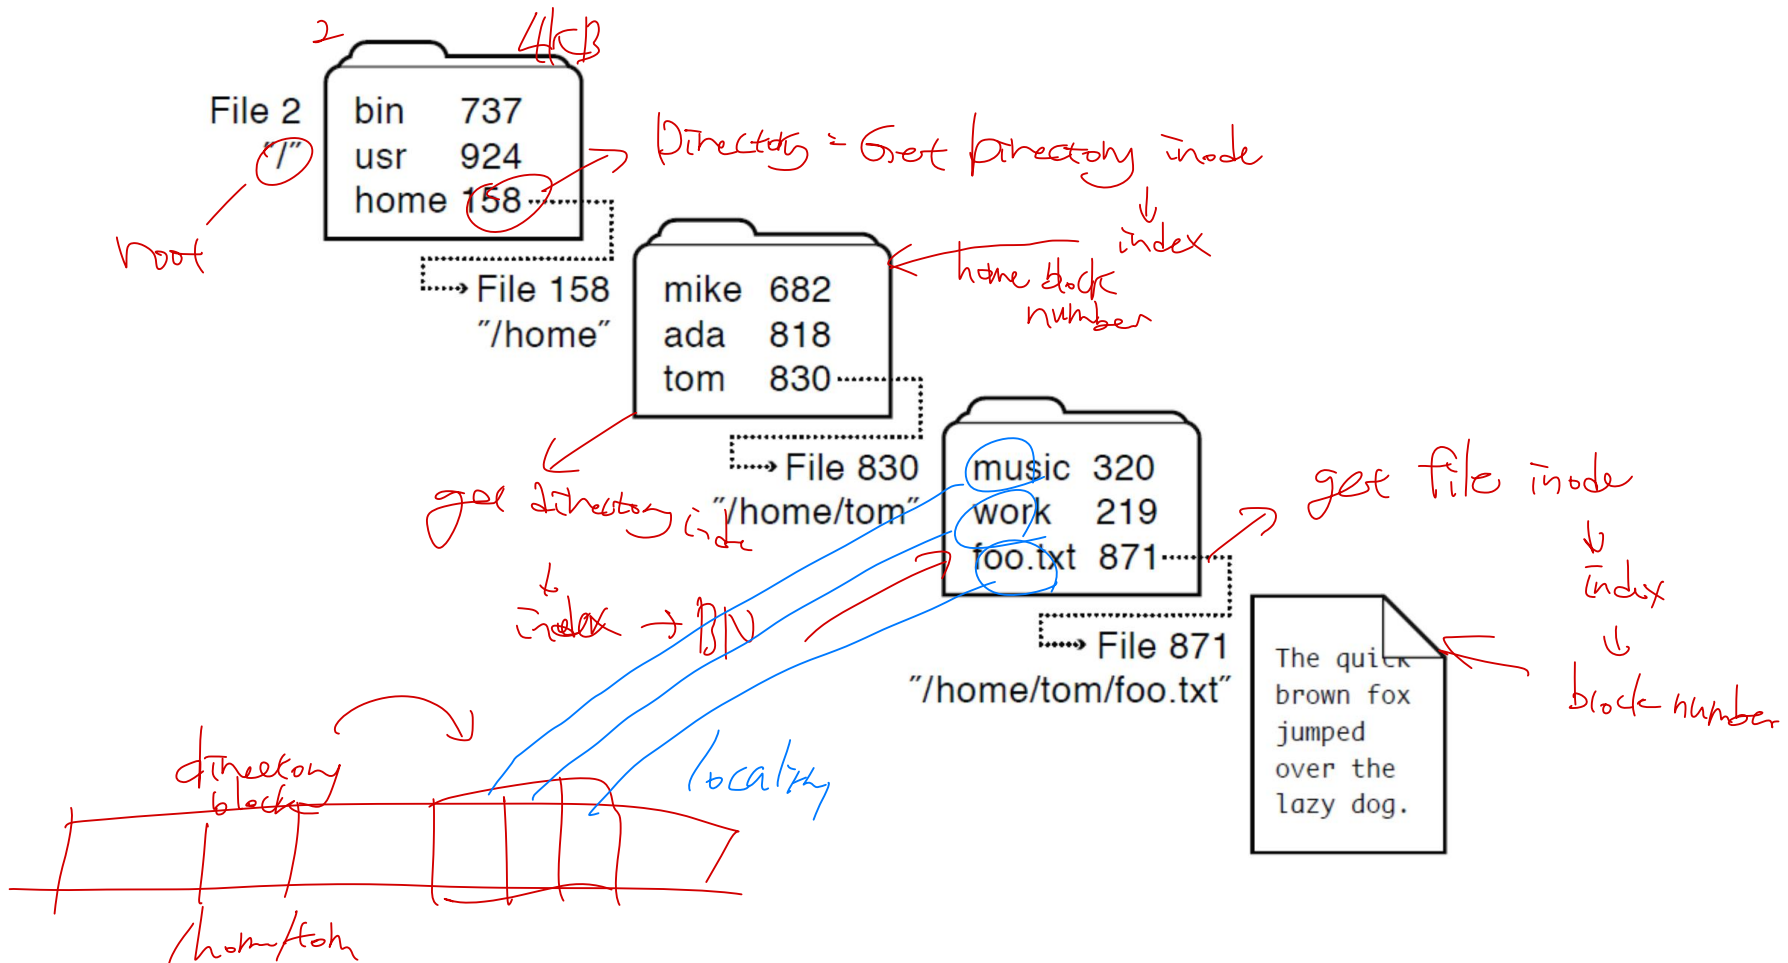 2
4KB
File 2
"/"
root
bin 737
usr 924
home 158
Directory = Get Directory inode
index
home block
number
File 158
"/home"
mike 682
ada 818
tom 830
get directory inde
index → BN
File 830
"/home/tom"
music 320
work 219
foo.txt 871
get file inode
index
block number
File 871
"/home/tom/foo.txt"
The quick
brown fox
jumped
over the
lazy dog.
directory
block
locality
/home/tom